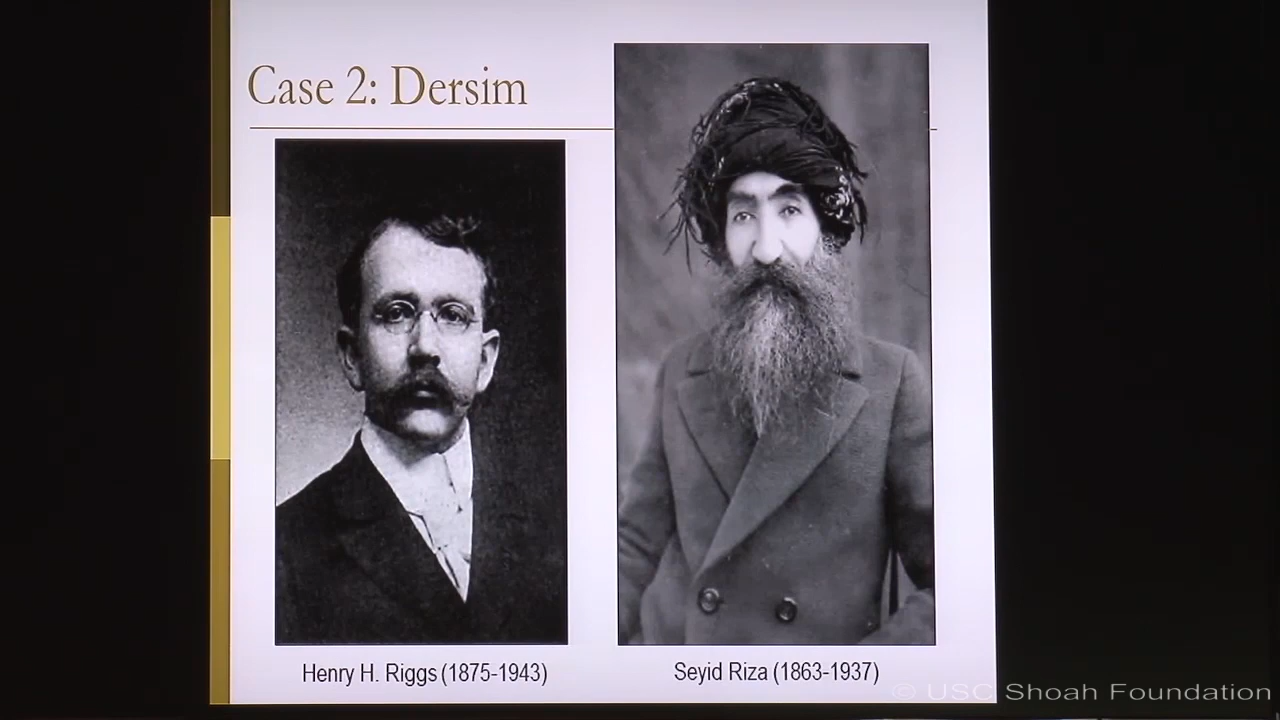 Case 2: Dersim
Henry H. Riggs (1875-1943)
Seyid Riza (1863-1937)
© USC Shoah Foundation